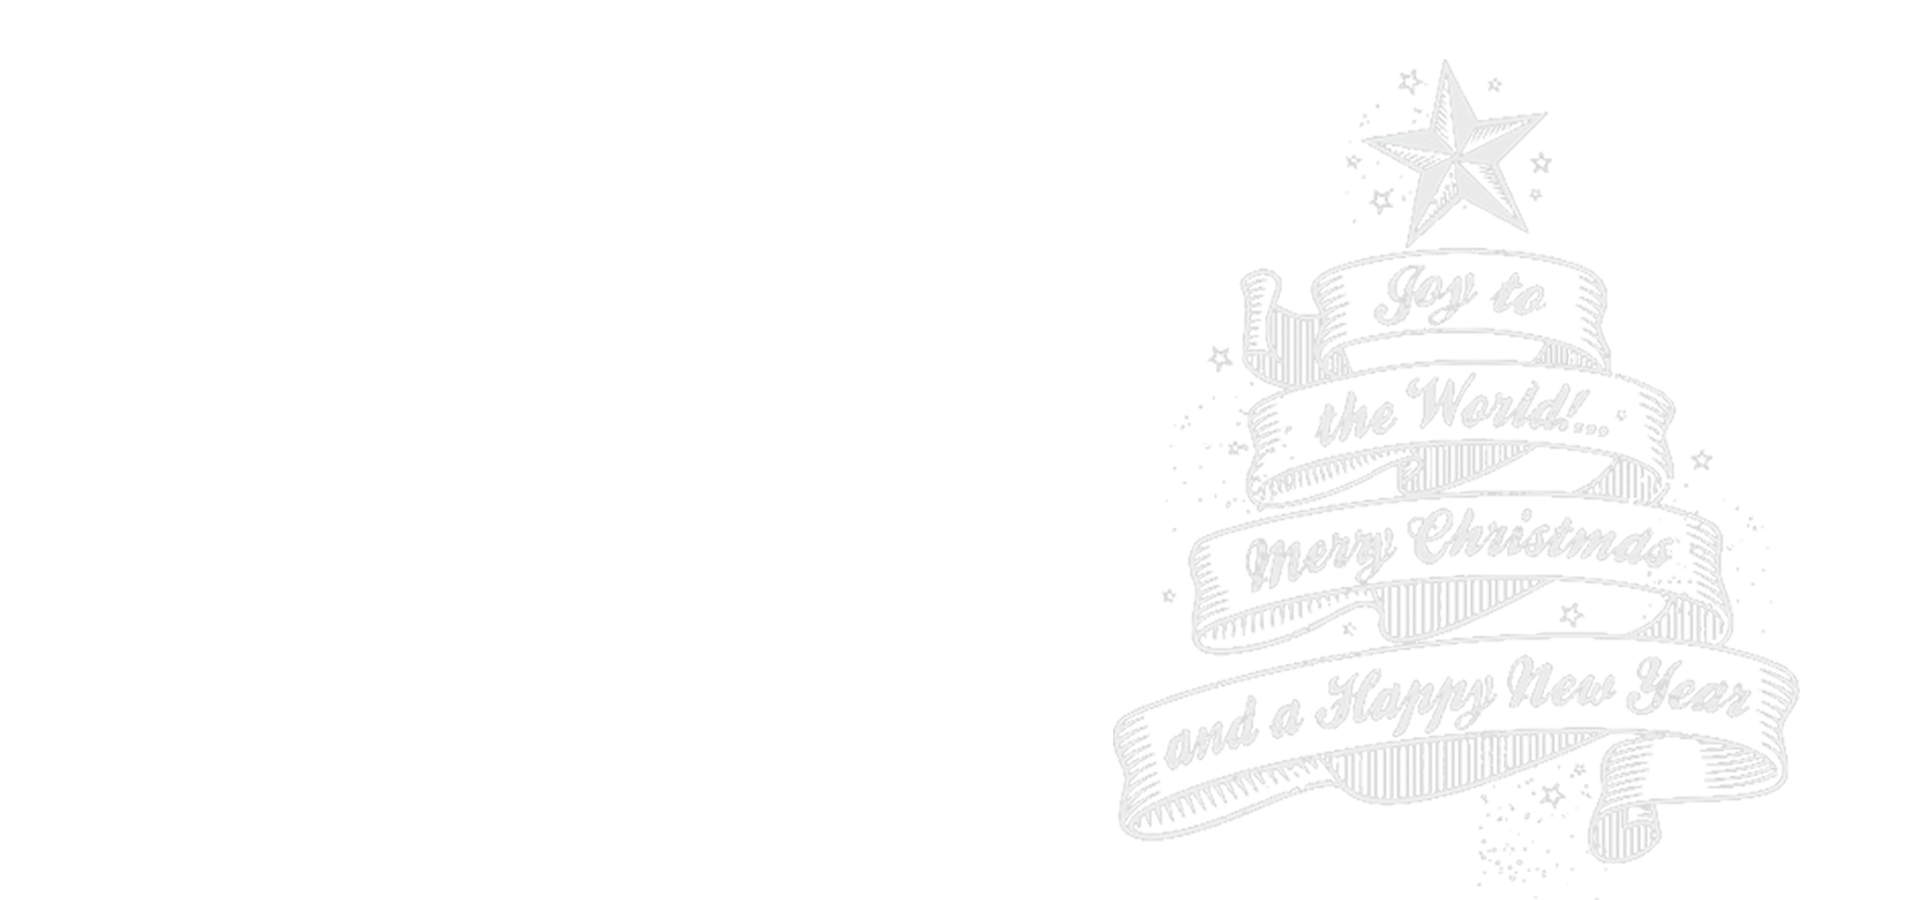 Joy to
the World!...
Merry Christmas
and a Happy New Year